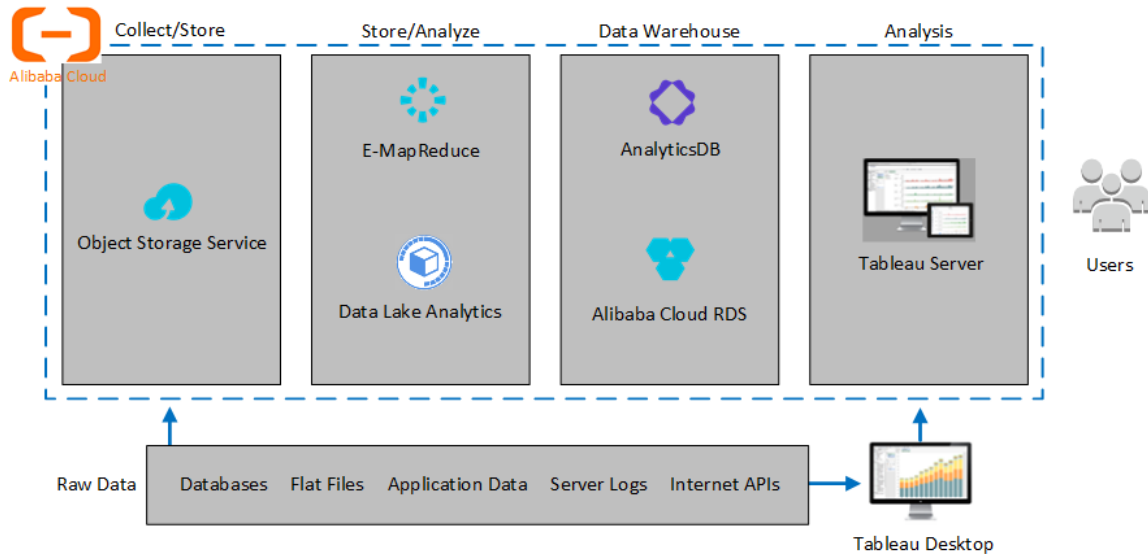 Collect/Store
Store/Analyze
Data Warehouse
Analysis
Alibaba Cloud
E-MapReduce
AnalyticsDB
Object Storage Service
Tableau Server
Users
Data Lake Analytics
Alibaba Cloud RDS
Raw Data
Databases
Flat Files
Application Data
Server Logs
Internet APIs
Tableau Desktop